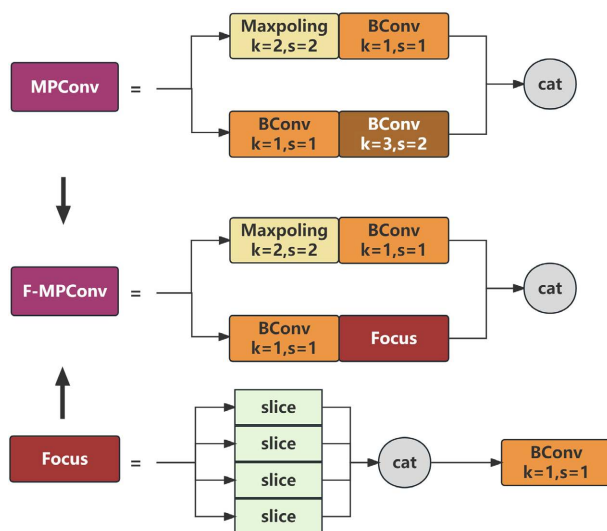 Maxpoling BConv
k=2,s=2 k=1,s=1
MPConv = cat
BConv BConv
k=1,s=1 k=3,s=2
Maxpoling BConv
k=2,s=2 k=1,s=1
F-MPConv = cat
BConv Focus
k=1,s=1
slice
slice
Focus = cat BConv
k=1,s=1
slice
slice